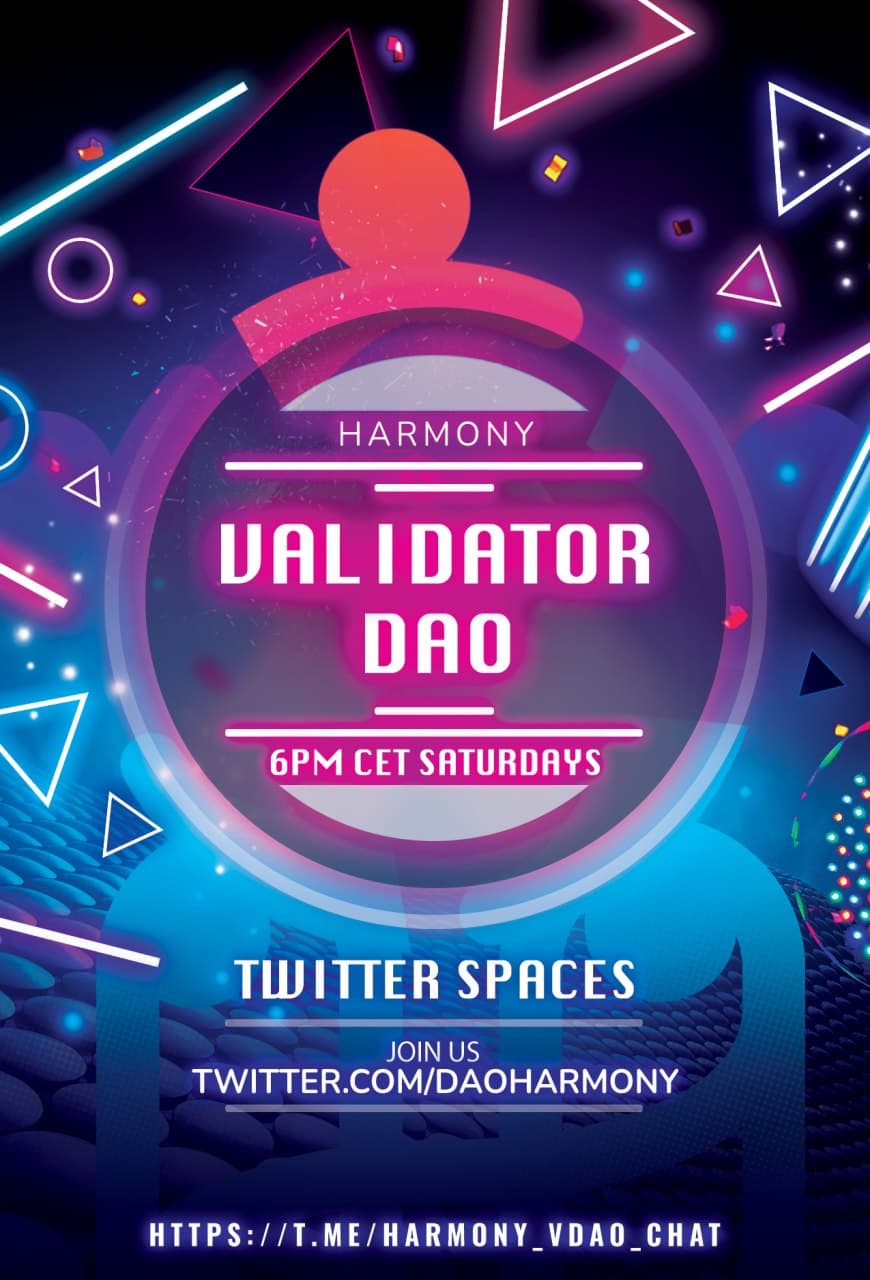 HARMONY
VALIDATOR
DAO
6PM CET SATURDAYS
TWITTER SPACES
JOIN US
TWITTER.COM/DAOHARMONY
HTTPS://T.ME/HARMONY_VDAO_CHAT